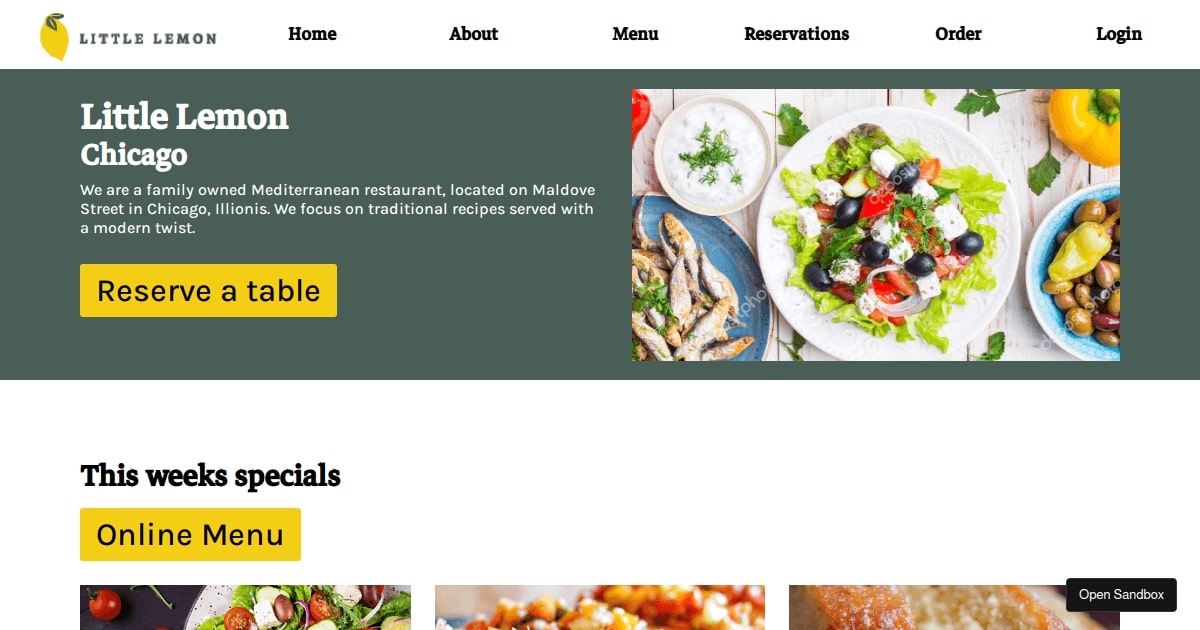 LITTLE LEMON
Home
About
Menu
Reservations
Order
Login
Little Lemon
Chicago
We are a family owned Mediterranean restaurant, located on Maldove
Street in Chicago, Illionis. We focus on traditional recipes served with
a modern twist.
Reserve a table
This weeks specials
Online Menu
Open Sandbox